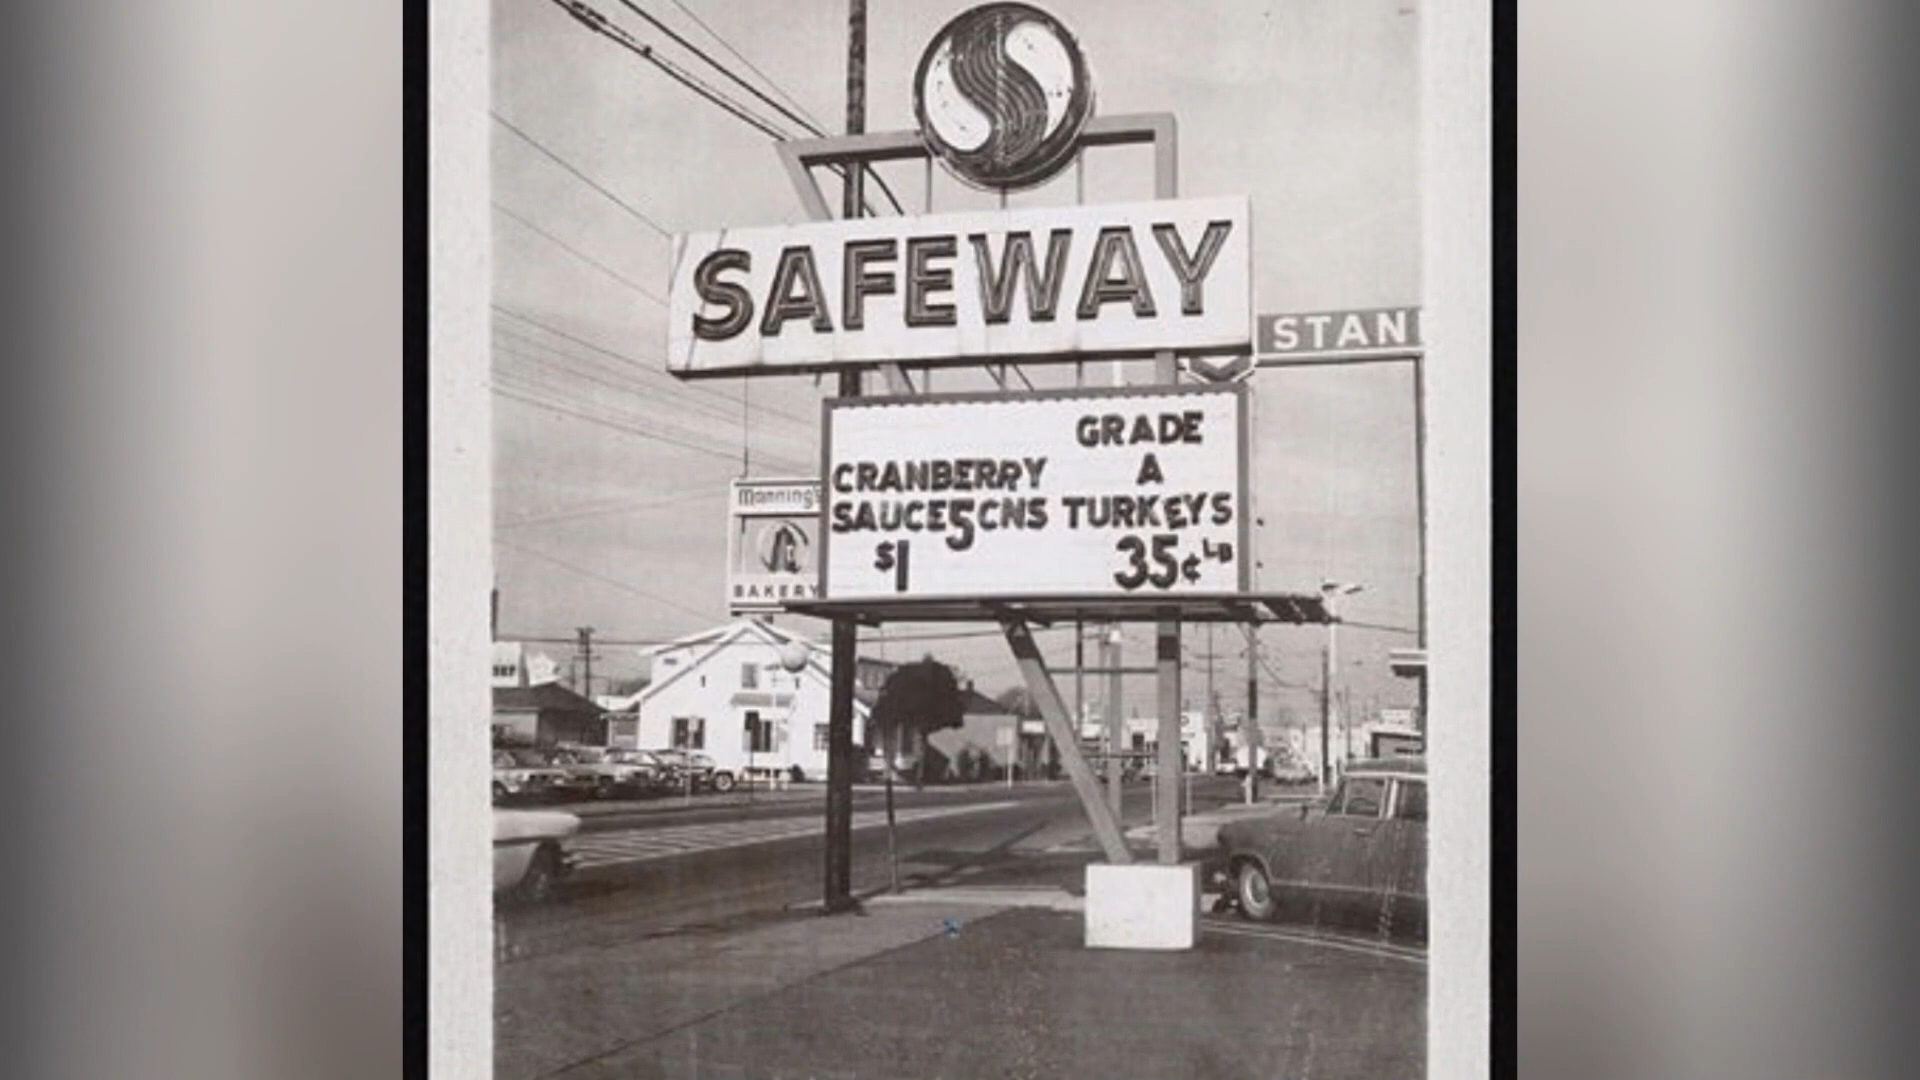 SAFEWAY
STAN
GRADE
CRANBERRY A
SAUCE 5 CNS TURKEYS
$1 35¢ LB
Manning's
BAKERY